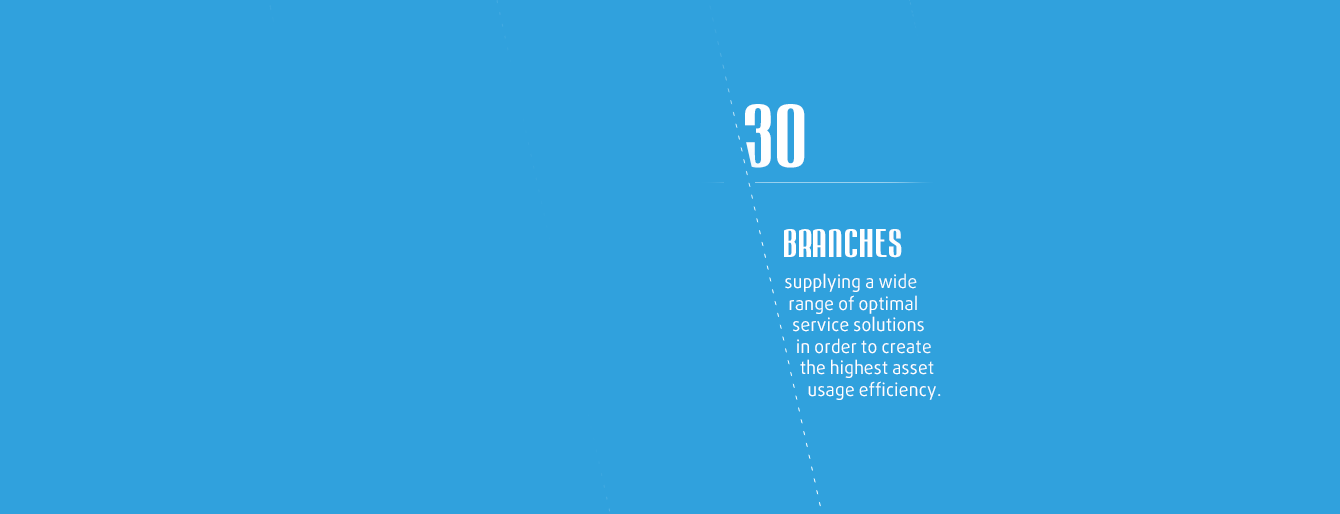 30
BRANCHES
supplying a wide
range of optimal
service solutions
in order to create
the highest asset
usage efficiency.